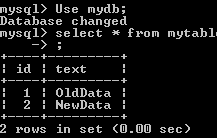 mysql> Use mydb;
Database changed
mysql> select * from mytable
    -> ;
+----+---------+
| id | text    |
+----+---------+
|  1 | OldData |
|  2 | NewData |
+----+---------+
2 rows in set (0.00 sec)